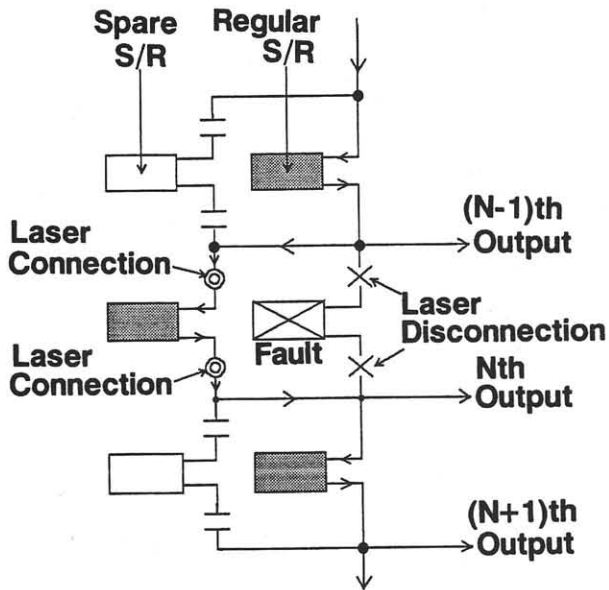 Spare
S/R
Regular
S/R
(N-1)th
Output
Laser
Connection
Laser
Disconnection
Fault
Laser
Connection
Nth
Output
(N+1)th
Output